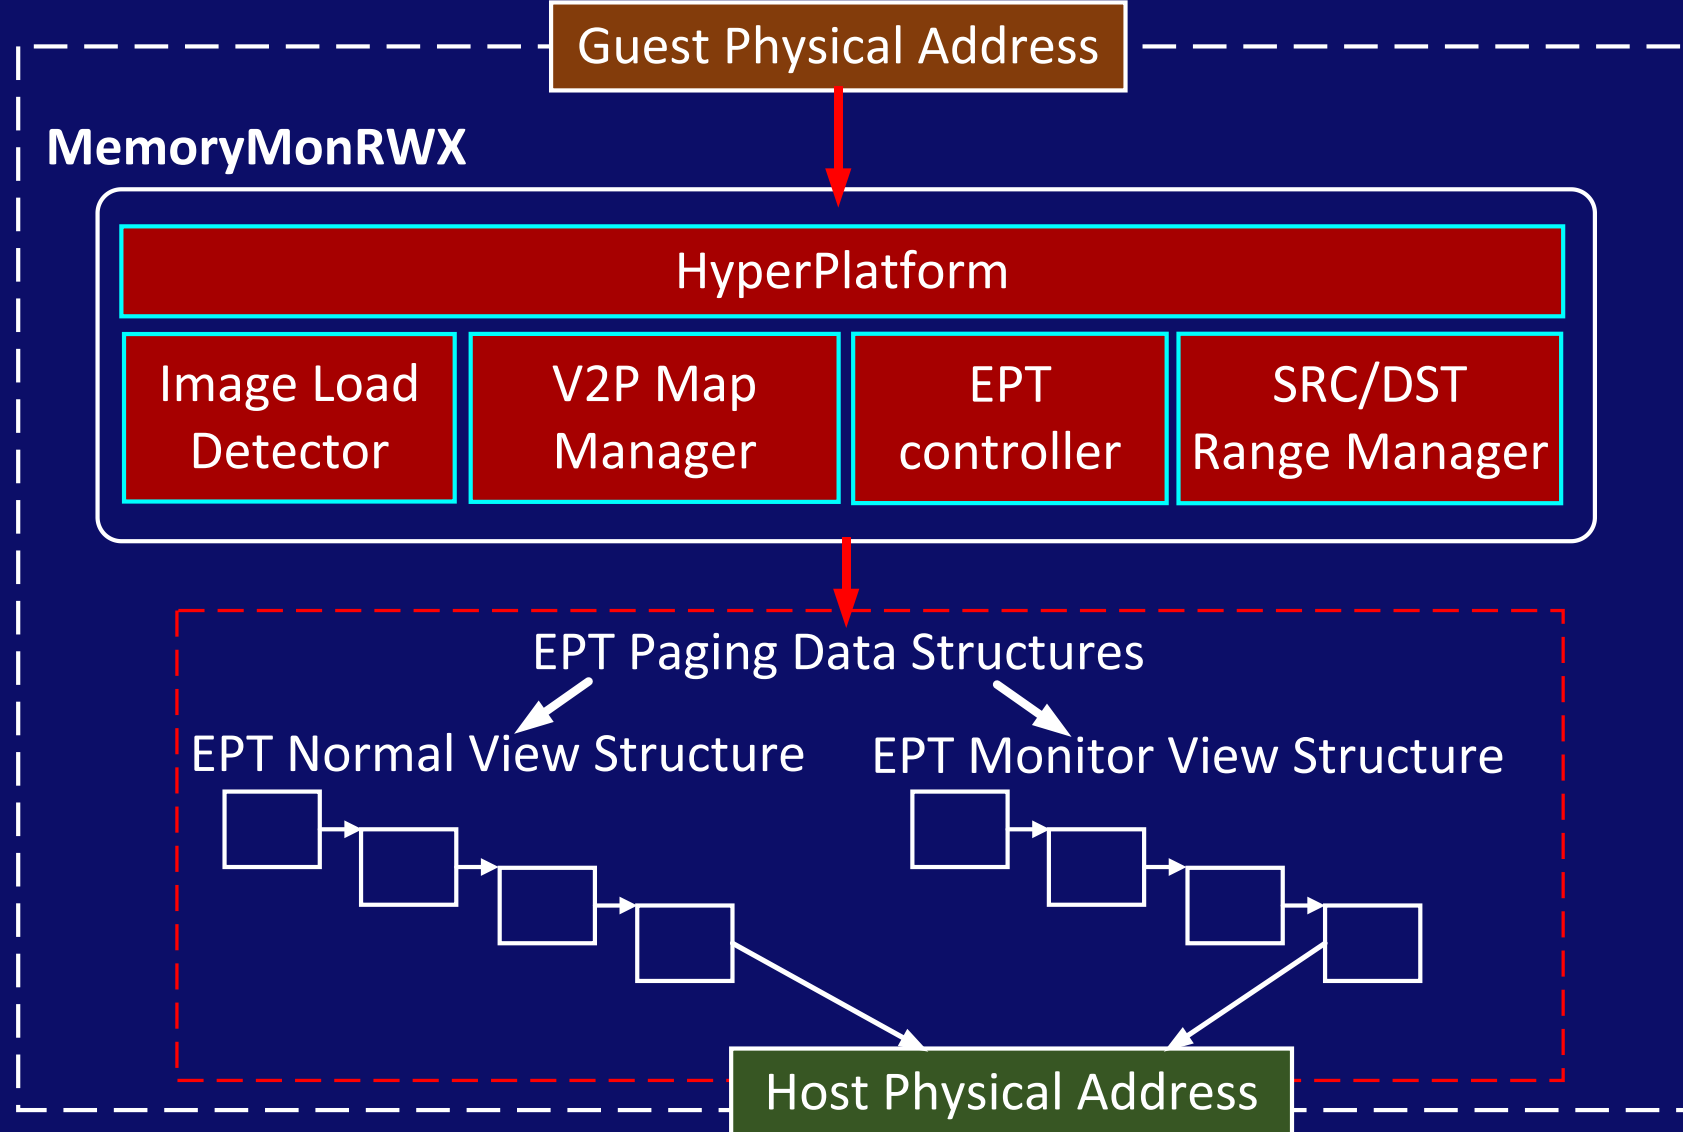 Guest Physical Address
MemoryMonRWX
HyperPlatform
Image Load
Detector
V2P Map
Manager
EPT
controller
SRC/DST
Range Manager
EPT Paging Data Structures
EPT Normal View Structure
EPT Monitor View Structure
Host Physical Address